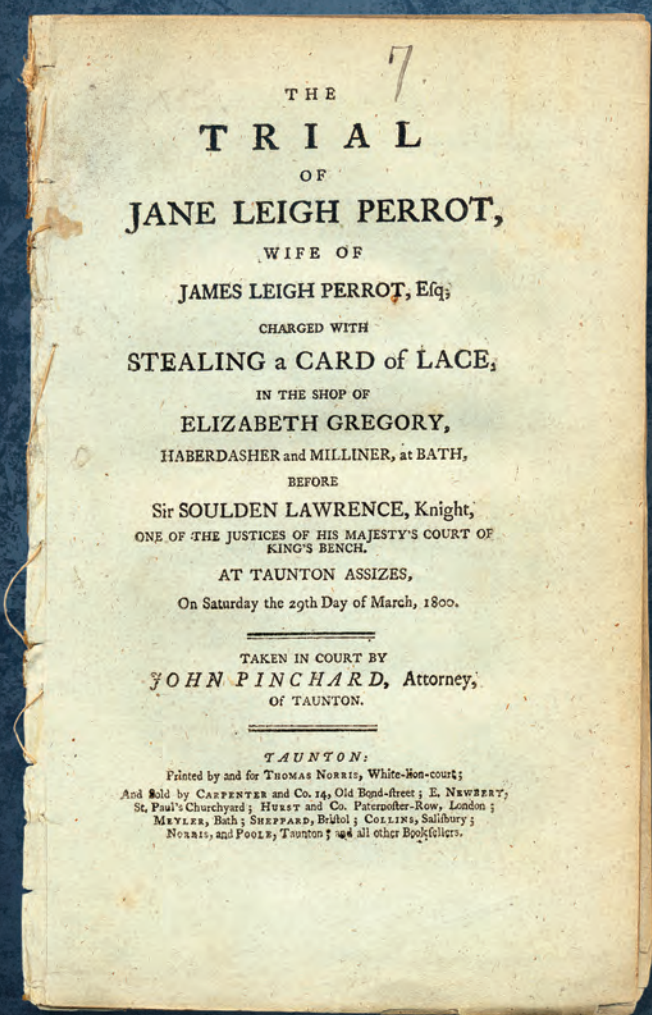 7.
THE
TRIAL
OF
JANE LEIGH PERROT,
WIFE OF
JAMES LEIGH PERROT, Eſq;
CHARGED WITH
STEALING a CARD of LACE,
IN THE SHOP OF
ELIZABETH GREGORY,
HABERDASHER and MILLINER, at BATH,
BEFORE
Sir SOULDEN LAWRENCE, Knight,
ONE OF THE JUSTICES OF HIS MAJESTY'S COURT OF
KING'S BENCH.
AT TAUNTON ASSIZES,
On Saturday the 29th Day of March, 1800.
TAKEN IN COURT BY
JOHN PINCHARD, Attorney,
Of TAUNTON.
TAUNTON:
Printed by and for THOMAS NORRIS, White-lion-court;
And Sold by CARPENTER and Co. 14, Old Bond-ſtreet; E. NEWBERY,
St. Paul's Churchyard; HURST and Co. Paternoſter-Row, London;
MEYLER, Bath; SHEPPARD, Briſtol; COLLINS, Saliſbury;
NORRIS, and POOLE, Taunton; and all other Bookſellers.